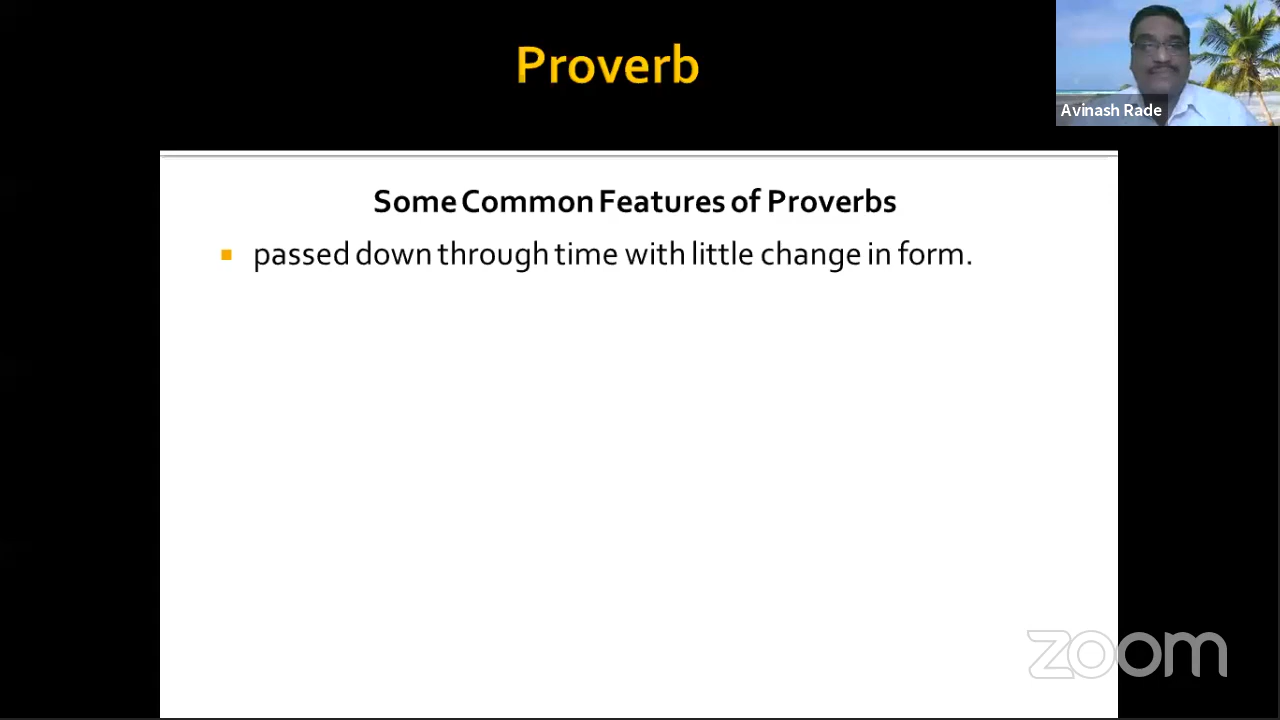 Proverb
Avinash Rade
Some Common Features of Proverbs
passed down through time with little change in form.
zoom